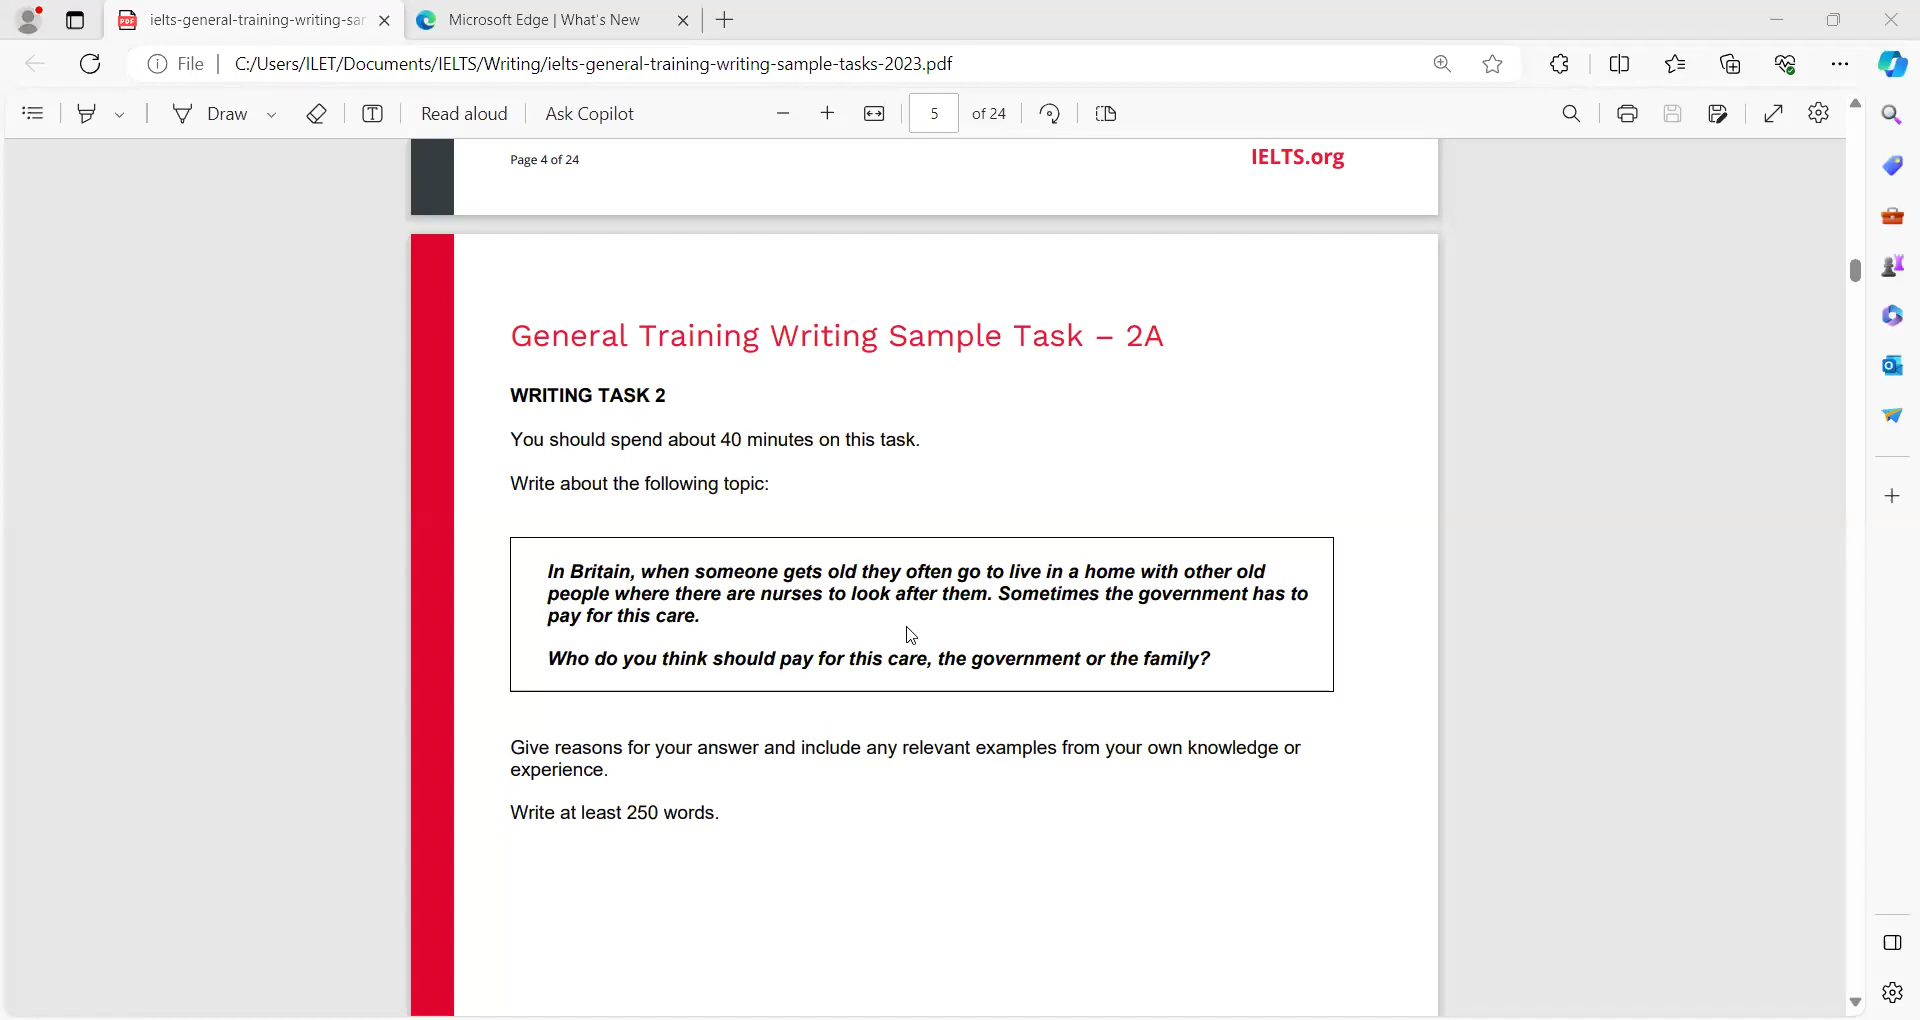 ielts-general-training-writing-sar
Microsoft Edge | What's New
File
C:/Users/ILET/Documents/IELTS/Writing/ielts-general-training-writing-sample-tasks-2023.pdf
Draw
Read aloud
Ask Copilot
5
of 24
Page 4 of 24
IELTS.org
General Training Writing Sample Task – 2A
WRITING TASK 2
You should spend about 40 minutes on this task.
Write about the following topic:
In Britain, when someone gets old they often go to live in a home with other old
people where there are nurses to look after them. Sometimes the government has to
pay for this care.
Who do you think should pay for this care, the government or the family?
Give reasons for your answer and include any relevant examples from your own knowledge or
experience.
Write at least 250 words.